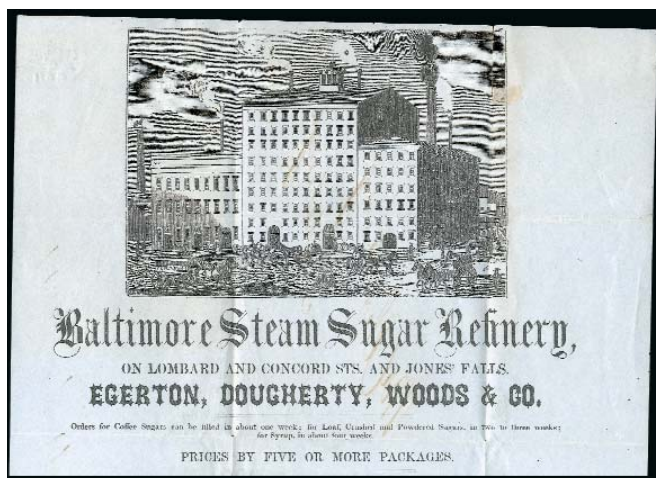 Baltimore Steam Sugar Refinery,
ON LOMBARD AND CONCORD STS. AND JONES' FALLS.
EGERTON, DOUGHERTY, WOODS & CO.
Orders for Coffee Sugars can be filled in about one week; for Loaf, Crushed and Powdered Sugars, in two to three weeks;
for Syrup, in about four weeks.
PRICES BY FIVE OR MORE PACKAGES.